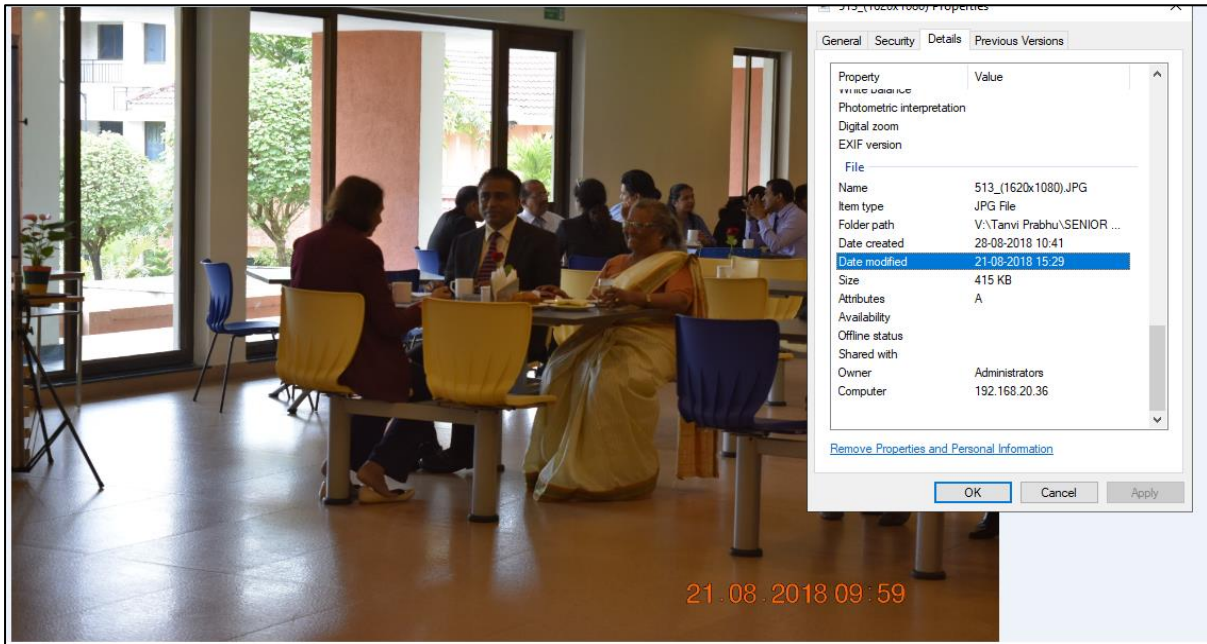 513_(1620x1080) Properties
General Security Details Previous Versions
Property Value
White balance
Photometric interpretation
Digital zoom
EXIF version
File
Name 513_(1620x1080).JPG
Item type JPG File
Folder path V:\Tanvi Prabhu\SENIOR ...
Date created 28-08-2018 10:41
Date modified 21-08-2018 15:29
Size 415 KB
Attributes A
Availability
Offline status
Shared with
Owner Administrators
Computer 192.168.20.36
Remove Properties and Personal Information
OK Cancel Apply
21.08.2018 09:59